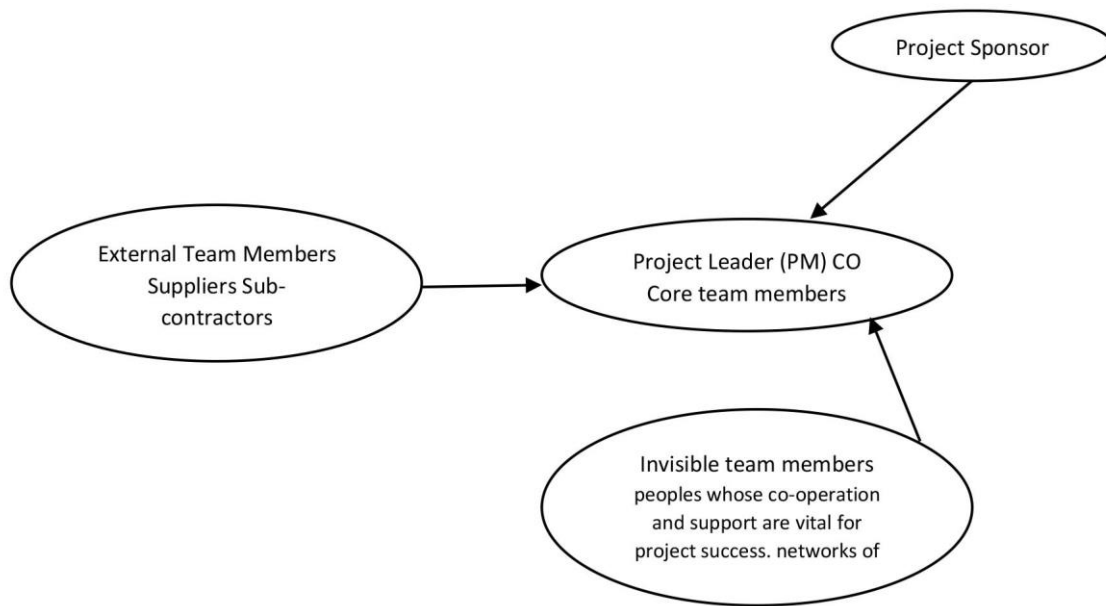 Project Sponsor
External Team Members
Suppliers Sub-
contractors
Project Leader (PM) CO
Core team members
Invisible team members
peoples whose co-operation
and support are vital for
project success. networks of